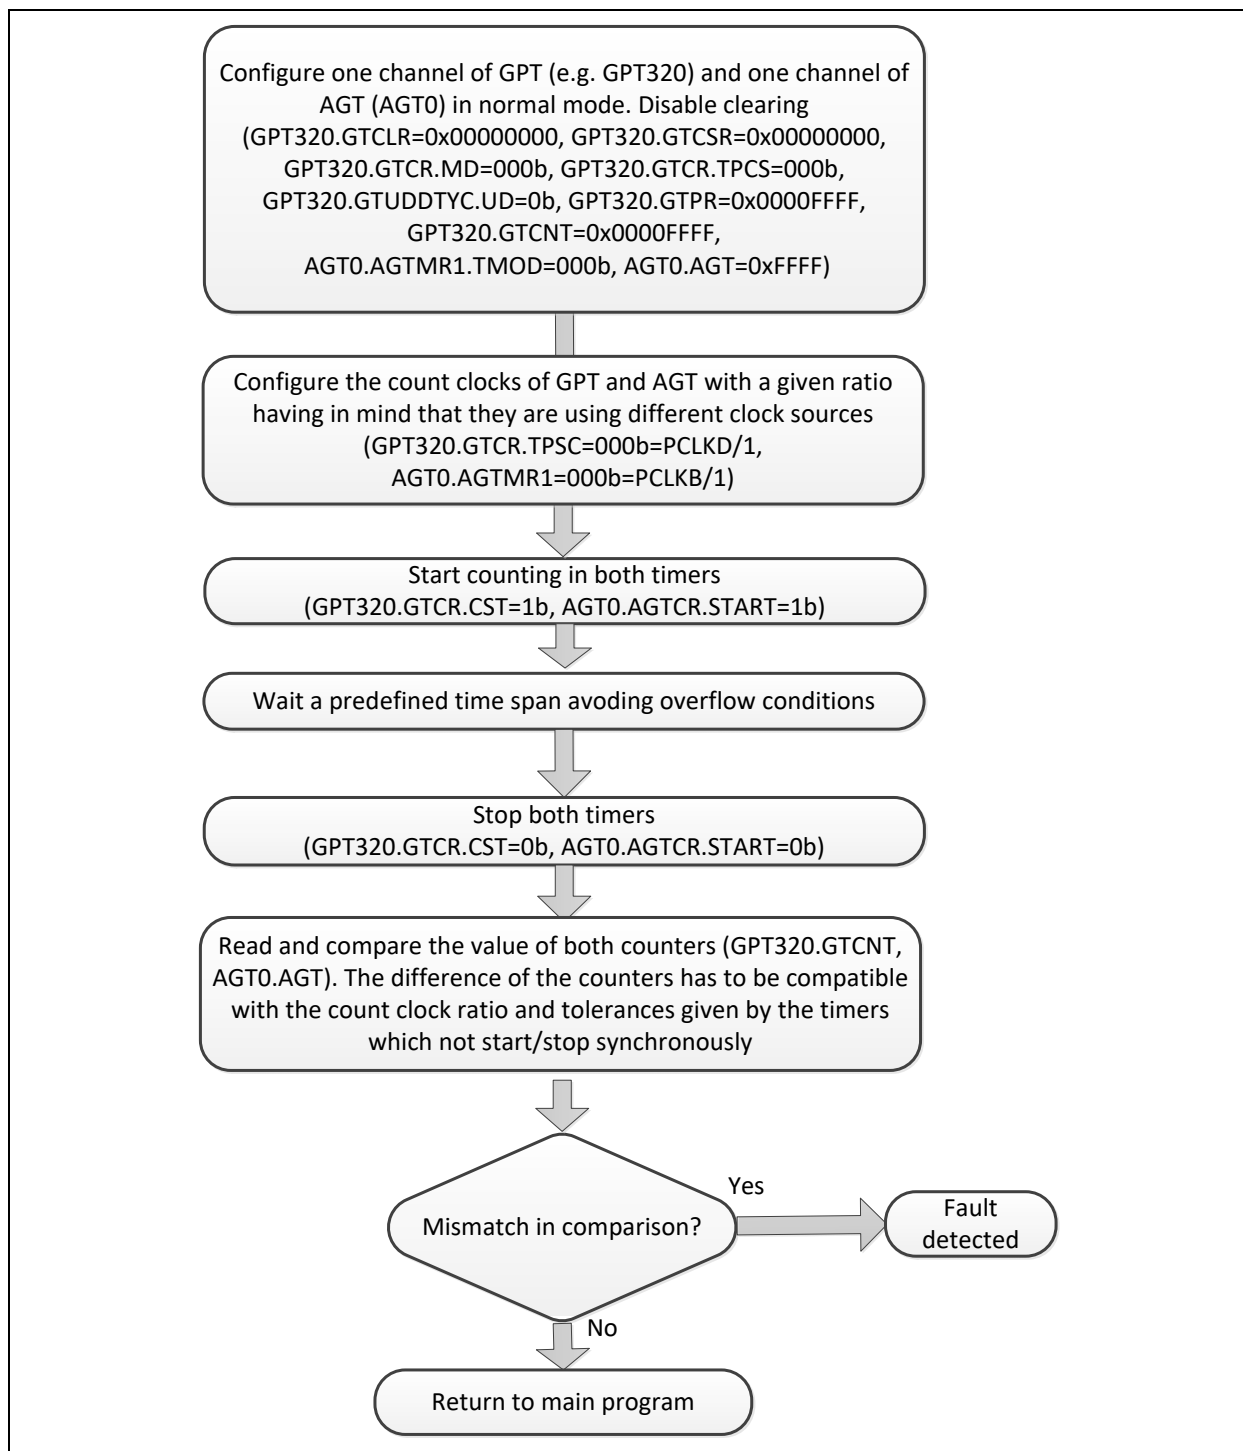 Configure one channel of GPT (e.g. GPT320) and one channel of
AGT (AGT0) in normal mode. Disable clearing
(GPT320.GTCLR=0x00000000, GPT320.GTCSR=0x00000000,
GPT320.GTCR.MD=000b, GPT320.GTCR.TPCS=000b,
GPT320.GTUDDTYC.UD=0b, GPT320.GTPR=0x0000FFFF,
GPT320.GTCNT=0x0000FFFF,
AGT0.AGTMR1.TMOD=000b, AGT0.AGT=0xFFFF)
Configure the count clocks of GPT and AGT with a given ratio
having in mind that they are using different clock sources
(GPT320.GTCR.TPSC=000b=PCLKD/1,
AGT0.AGTMR1=000b=PCLKB/1)
Start counting in both timers
(GPT320.GTCR.CST=1b, AGT0.AGTCR.START=1b)
Wait a predefined time span avoding overflow conditions
Stop both timers
(GPT320.GTCR.CST=0b, AGT0.AGTCR.START=0b)
Read and compare the value of both counters (GPT320.GTCNT,
AGT0.AGT). The difference of the counters has to be compatible
with the count clock ratio and tolerances given by the timers
which not start/stop synchronously
Mismatch in comparison?
Yes
Fault
detected
No
Return to main program